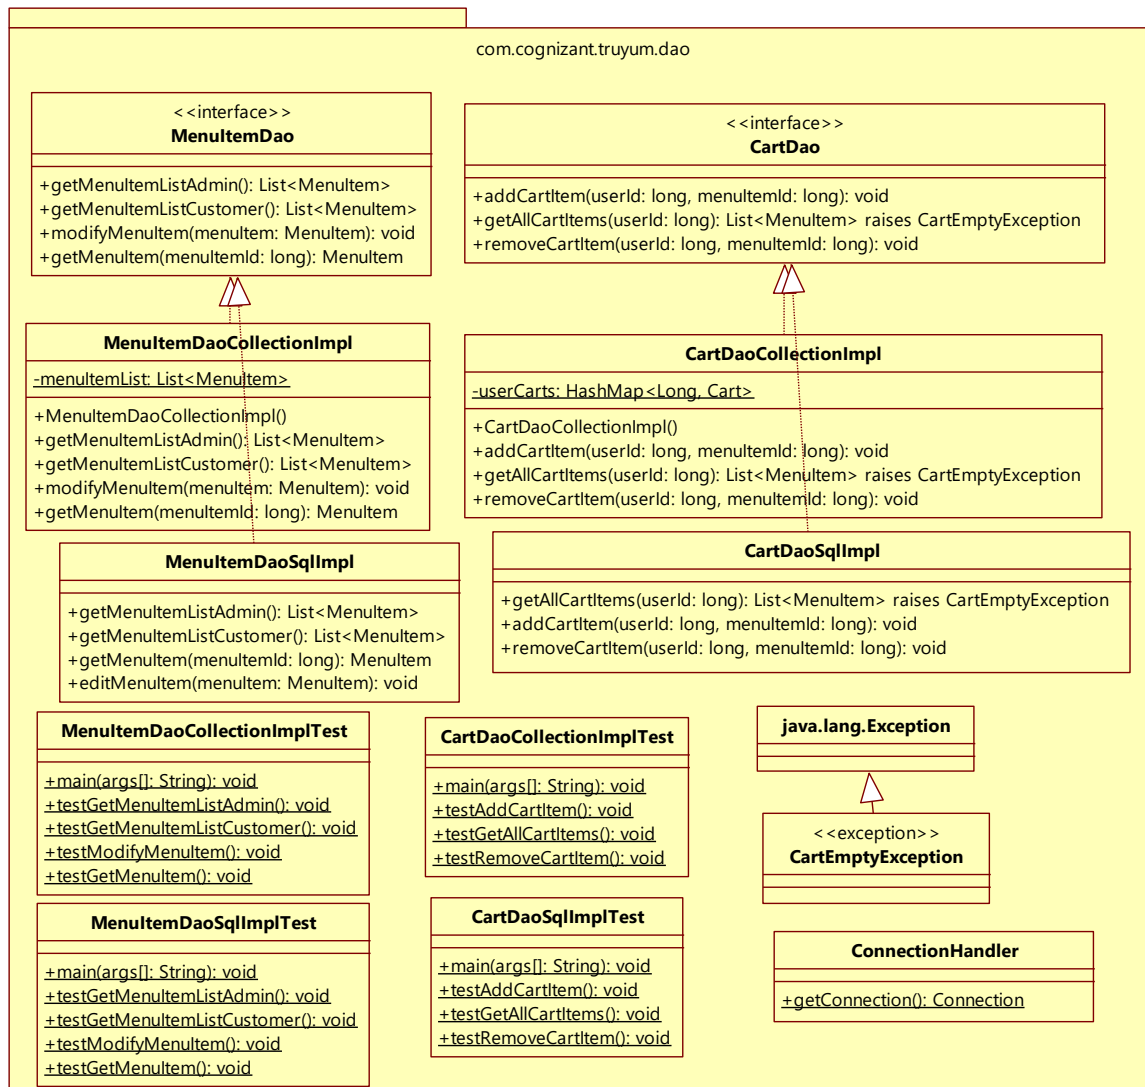 com.cognizant.truyum.dao
<<interface>>
MenuItemDao
+getMenuItemListAdmin(): List<MenuItem>
+getMenuItemListCustomer(): List<MenuItem>
+modifyMenuItem(menuItem: MenuItem): void
+getMenuItem(menuItemId: long): MenuItem
<<interface>>
CartDao
+addCartItem(userId: long, menuItemId: long): void
+getAllCartItems(userId: long): List<MenuItem> raises CartEmptyException
+removeCartItem(userId: long, menuItemId: long): void
MenuItemDaoCollectionImpl
-menuItemList: List<MenuItem>
+MenuItemDaoCollectionImpl()
+getMenuItemListAdmin(): List<MenuItem>
+getMenuItemListCustomer(): List<MenuItem>
+modifyMenuItem(menuItem: MenuItem): void
+getMenuItem(menuItemId: long): MenuItem
CartDaoCollectionImpl
-userCarts: HashMap<Long, Cart>
+CartDaoCollectionImpl()
+addCartItem(userId: long, menuItemId: long): void
+getAllCartItems(userId: long): List<MenuItem> raises CartEmptyException
+removeCartItem(userId: long, menuItemId: long): void
MenuItemDaoSqlImpl
+getMenuItemListAdmin(): List<MenuItem>
+getMenuItemListCustomer(): List<MenuItem>
+getMenuItem(menuItemId: long): MenuItem
+editMenuItem(menuItem: MenuItem): void
CartDaoSqlImpl
+getAllCartItems(userId: long): List<MenuItem> raises CartEmptyException
+addCartItem(userId: long, menuItemId: long): void
+removeCartItem(userId: long, menuItemId: long): void
MenuItemDaoCollectionImplTest
+main(args[]: String): void
+testGetMenuItemListAdmin(): void
+testGetMenuItemListCustomer(): void
+testModifyMenuItem(): void
+testGetMenuItem(): void
CartDaoCollectionImplTest
+main(args[]: String): void
+testAddCartItem(): void
+testGetAllCartItems(): void
+testRemoveCartItem(): void
java.lang.Exception
<<exception>>
CartEmptyException
MenuItemDaoSqlImplTest
+main(args[]: String): void
+testGetMenuItemListAdmin(): void
+testGetMenuItemListCustomer(): void
+testModifyMenuItem(): void
+testGetMenuItem(): void
CartDaoSqlImplTest
+main(args[]: String): void
+testAddCartItem(): void
+testGetAllCartItems(): void
+testRemoveCartItem(): void
ConnectionHandler
+getConnection(): Connection